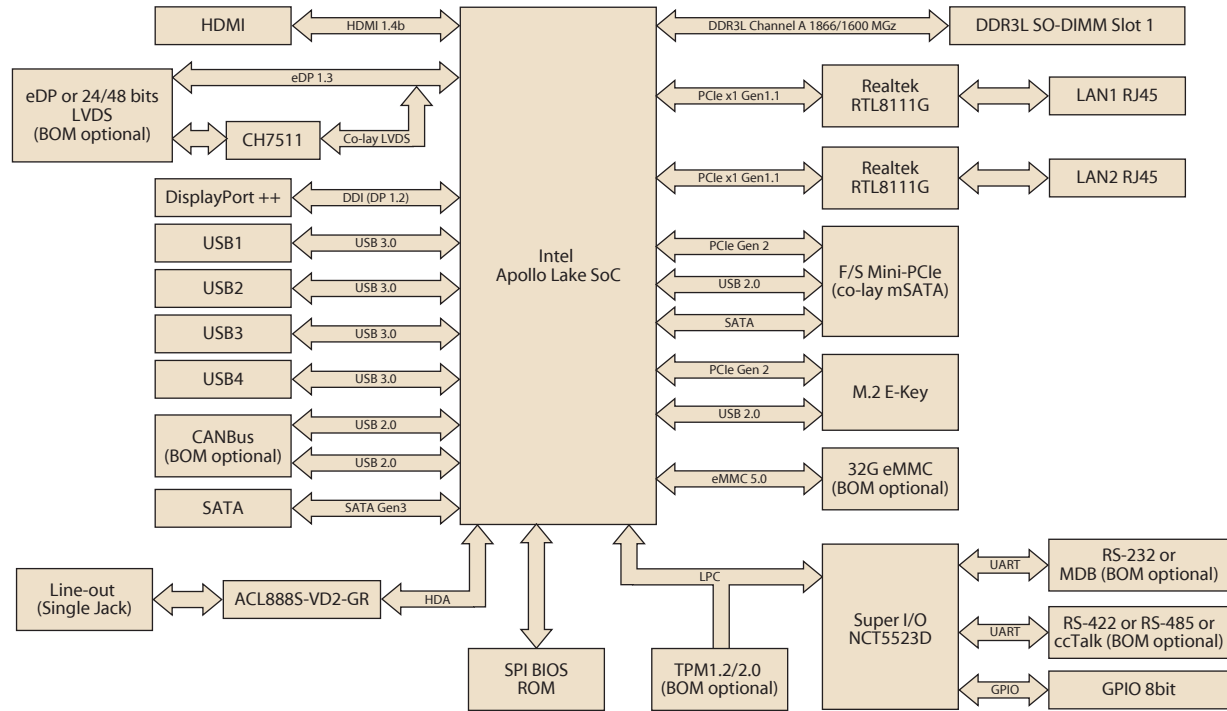 HDMI
HDMI 1.4b
DDR3L Channel A 1866/1600 MGz
DDR3L SO-DIMM Slot 1
eDP or 24/48 bits
LVDS
(BOM optional)
eDP 1.3
CH7511
Co-lay LVDS
PCIe x1 Gen1.1
Realtek
RTL8111G
LAN1 RJ45
DisplayPort ++
DDI (DP 1.2)
PCIe x1 Gen1.1
Realtek
RTL8111G
LAN2 RJ45
USB1
USB 3.0
USB2
USB 3.0
USB3
USB 3.0
USB4
USB 3.0
Intel
Apollo Lake SoC
PCIe Gen 2
USB 2.0
SATA
F/S Mini-PCIe
(co-lay mSATA)
PCIe Gen 2
USB 2.0
M.2 E-Key
CANBus
(BOM optional)
USB 2.0
USB 2.0
eMMC 5.0
32G eMMC
(BOM optional)
SATA
SATA Gen3
Line-out
(Single Jack)
ACL888S-VD2-GR
HDA
SPI BIOS
ROM
LPC
TPM1.2/2.0
(BOM optional)
Super I/O
NCT5523D
UART
RS-232 or
MDB (BOM optional)
UART
RS-422 or RS-485 or
ccTalk (BOM optional)
GPIO
GPIO 8bit